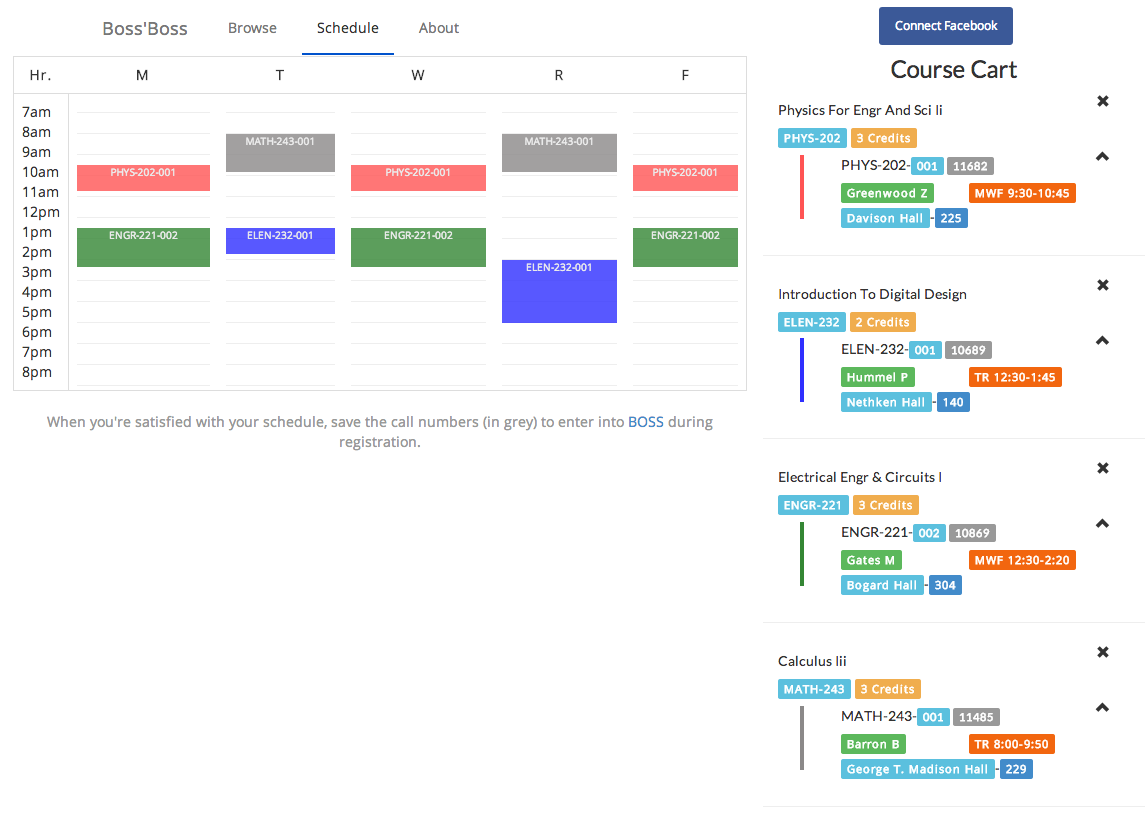 Boss'Boss Browse Schedule About
Hr. M T W R F
7am
8am
MATH-243-001 MATH-243-001
9am
10am
PHYS-202-001 PHYS-202-001 PHYS-202-001
11am
12pm
1pm
ENGR-221-002 ELEN-232-001 ENGR-221-002 ENGR-221-002
2pm
3pm
ELEN-232-001
4pm
5pm
6pm
7pm
8pm
When you're satisfied with your schedule, save the call numbers (in grey) to enter into BOSS during
registration.
Connect Facebook
Course Cart
Physics For Engr And Sci Ii
PHYS-202 3 Credits
PHYS-202-001 11682
Greenwood Z MWF 9:30-10:45
Davison Hall-225
Introduction To Digital Design
ELEN-232 2 Credits
ELEN-232-001 10689
Hummel P TR 12:30-1:45
Nethken Hall-140
Electrical Engr & Circuits I
ENGR-221 3 Credits
ENGR-221-002 10869
Gates M MWF 12:30-2:20
Bogard Hall-304
Calculus Iii
MATH-243 3 Credits
MATH-243-001 11485
Barron B TR 8:00-9:50
George T. Madison Hall-229